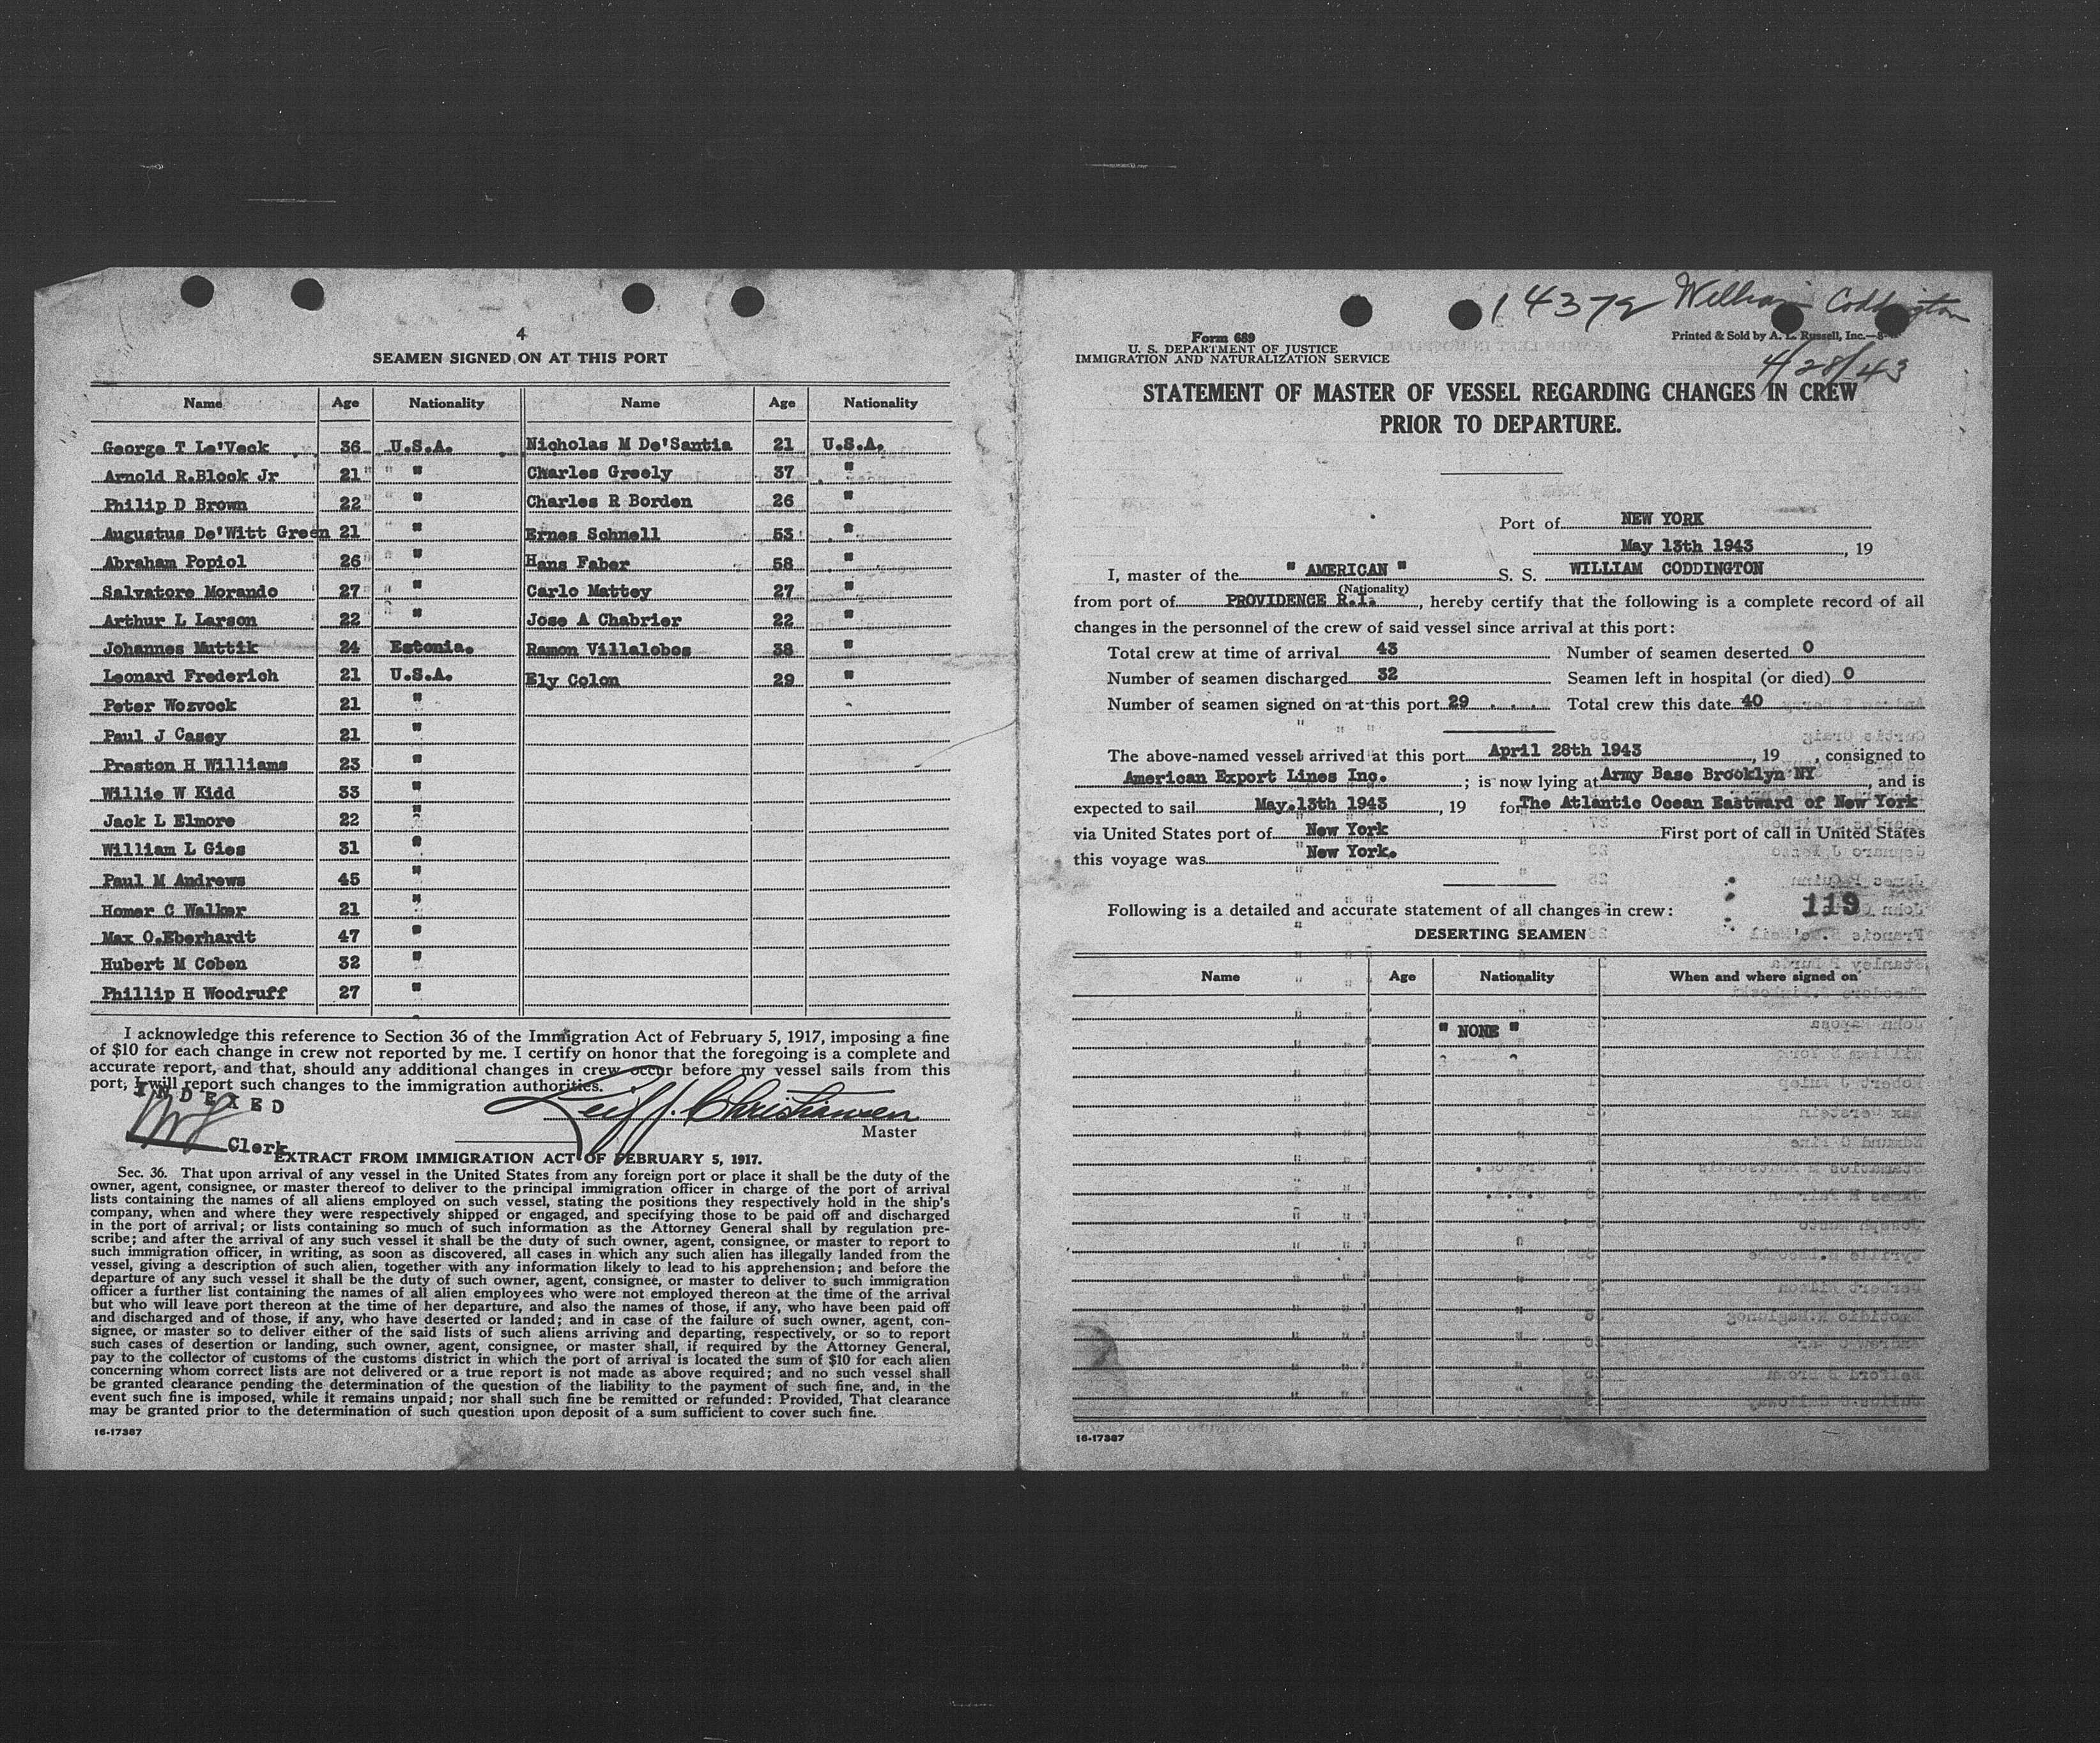 4
SEAMEN SIGNED ON AT THIS PORT
Name Age Nationality Name Age Nationality
George T Le'Veck 36 U.S.A. Nicholas M De'Santis 21 U.S.A.
Arnold R.Block Jr 21 " Charles Greely 37 "
Philip D Brown 22 " Charles R Borden 26 "
Augustus De'Witt Green 21 " Ernes Schnell 53 "
Abraham Popiol 26 " Hans Faber 58 "
Salvatore Morando 27 " Carlo Mattey 27 "
Arthur L Larson 22 " Jose A Chabrier 22 "
Johannes Muttik 24 Estonia. Ramon Villalobos 38 "
Leonard Frederich 21 U.S.A. Ely Colon 29 "
Peter Wozvock 21 "
Paul J Casey 21 "
Preston H Williams 23 "
Willie W Kidd 33 "
Jack L Elmore 22 "
William L Gies 31 "
Paul M Andrews 45 "
Homer C Walker 21 "
Max O.Eberhardt 47 "
Hubert M Coben 32 "
Phillip H Woodruff 27 "
I acknowledge this reference to Section 36 of the Immigration Act of February 5, 1917, imposing a fine
of $10 for each change in crew not reported by me. I certify on honor that the foregoing is a complete and
accurate report, and that, should any additional changes in crew occur before my vessel sails from this
port, I will report such changes to the immigration authorities.
INDEXED
Leif J. Christiansen
Master
Clerk
EXTRACT FROM IMMIGRATION ACT OF FEBRUARY 5, 1917.
Sec. 36. That upon arrival of any vessel in the United States from any foreign port or place it shall be the duty of the
owner, agent, consignee, or master thereof to deliver to the principal immigration officer in charge of the port of arrival
lists containing the names of all aliens employed on such vessel, stating the positions they respectively hold in the ship's
company, when and where they were respectively shipped or engaged, and specifying those to be paid off and discharged
in the port of arrival; or lists containing so much of such information as the Attorney General shall by regulation pre-
scribe; and after the arrival of any such vessel it shall be the duty of such owner, agent, consignee, or master to report to
such immigration officer, in writing, as soon as discovered, all cases in which any such alien has illegally landed from the
vessel, giving a description of such alien, together with any information likely to lead to his apprehension; and before the
departure of any such vessel it shall be the duty of such owner, agent, consignee, or master to deliver to such immigration
officer a further list containing the names of all alien employees who were not employed thereon at the time of the arrival
but who will leave port thereon at the time of her departure, and also the names of those, if any, who have been paid off
and discharged and of those, if any, who have deserted or landed; and in case of the failure of such owner, agent, con-
signee, or master so to deliver either of the said lists of such aliens arriving and departing, respectively, or so to report
such cases of desertion or landing, such owner, agent, consignee, or master shall, if required by the Attorney General,
pay to the collector of customs of the customs district in which the port of arrival is located the sum of $10 for each alien
concerning whom correct lists are not delivered or a true report is not made as above required; and no such vessel shall
be granted clearance pending the determination of the question of the liability to the payment of such fine, and, in the
event such fine is imposed, while it remains unpaid; nor shall such fine be remitted or refunded: Provided, That clearance
may be granted prior to the determination of such question upon deposit of a sum sufficient to cover such fine.
16-17387
14372 William Coddington
Form 689
U. S. DEPARTMENT OF JUSTICE
IMMIGRATION AND NATURALIZATION SERVICE
Printed & Sold by A. L. Russell, Inc.
4/28/43
STATEMENT OF MASTER OF VESSEL REGARDING CHANGES IN CREW
PRIOR TO DEPARTURE.
Port of NEW YORK
May 13th 1943, 19
I, master of the " AMERICAN " S. S. WILLIAM CODDINGTON
(Nationality)
from port of PROVIDENCE R.I. , hereby certify that the following is a complete record of all
changes in the personnel of the crew of said vessel since arrival at this port:
Total crew at time of arrival 43 Number of seamen deserted 0
Number of seamen discharged 32 Seamen left in hospital (or died) 0
Number of seamen signed on at this port 29 Total crew this date 40
The above-named vessel arrived at this port April 28th 1943, 19 , consigned to
American Export Lines Inc. ; is now lying at Army Base Brooklyn NY , and is
expected to sail May.13th 1943 , 19 for The Atlantic Ocean Eastward of New York
via United States port of New York First port of call in United States
this voyage was New York.
Following is a detailed and accurate statement of all changes in crew:
119
DESERTING SEAMEN
Name Age Nationality When and where signed on
" NONE "
16-17387